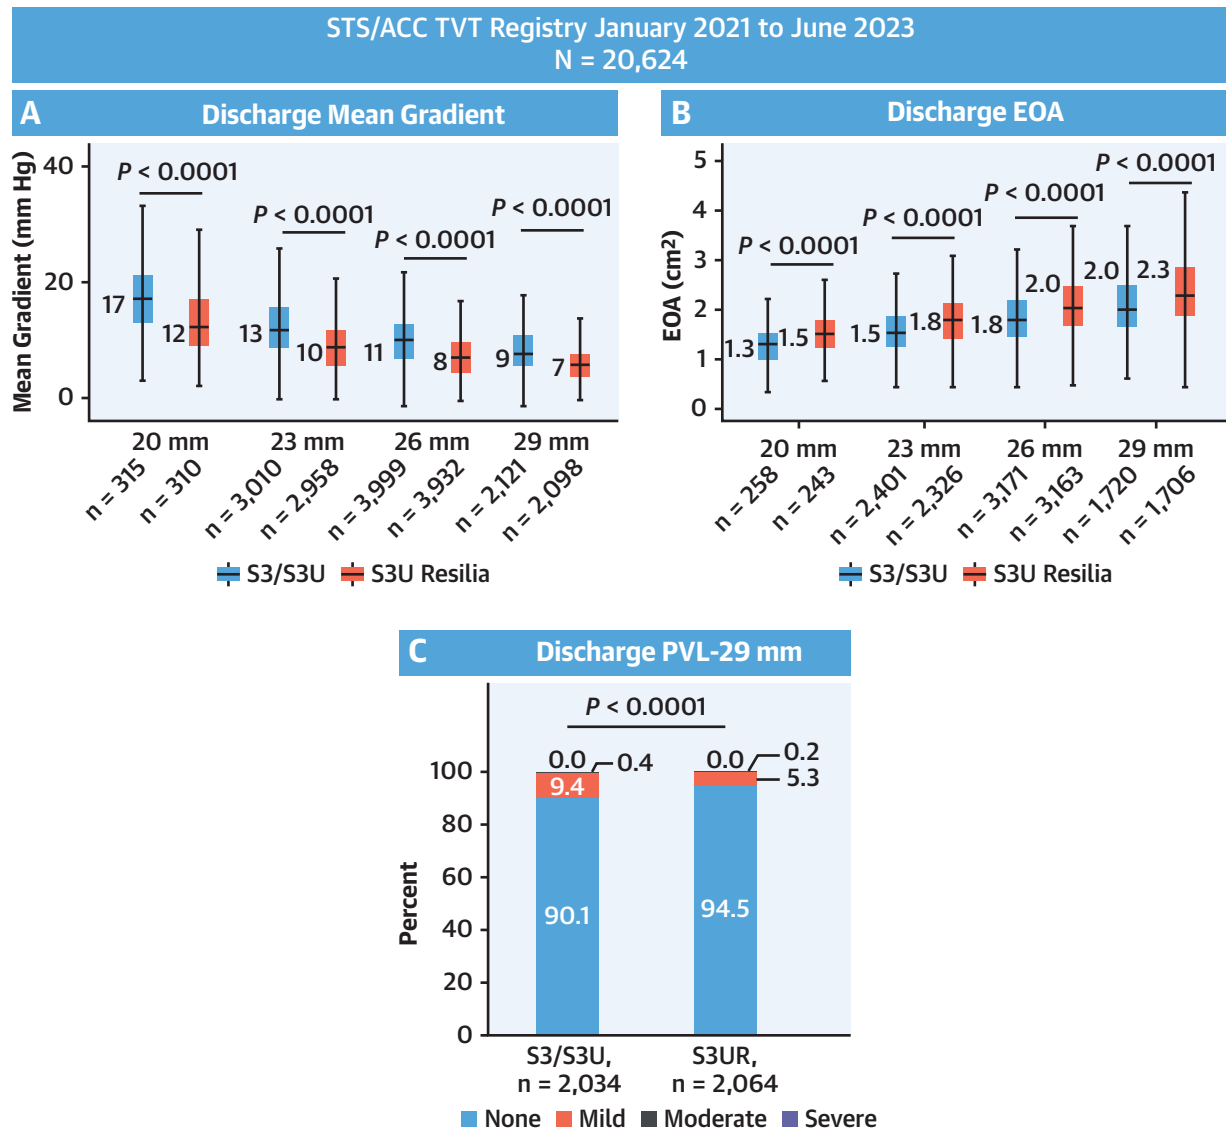 STS/ACC TVT Registry January 2021 to June 2023
N = 20,624
A
Discharge Mean Gradient
Mean Gradient (mm Hg)
40
20
0
P < 0.0001
P < 0.0001
P < 0.0001
P < 0.0001
17
12
13
10
11
8
9
7
20 mm
23 mm
26 mm
29 mm
n = 315
n = 310
n = 3,010
n = 2,958
n = 3,999
n = 3,932
n = 2,121
n = 2,098
S3/S3U
S3U Resilia
B
Discharge EOA
EOA (cm²)
5
4
3
2
1
0
P < 0.0001
P < 0.0001
P < 0.0001
P < 0.0001
1.3
1.5
1.5
1.8
1.8
2.0
2.0
2.3
20 mm
23 mm
26 mm
29 mm
n = 258
n = 243
n = 2,401
n = 2,326
n = 3,171
n = 3,163
n = 1,720
n = 1,706
S3/S3U
S3U Resilia
C
Discharge PVL-29 mm
Percent
100
80
60
40
20
0
P < 0.0001
0.0
0.4
9.4
90.1
0.0
0.2
5.3
94.5
S3/S3U,
n = 2,034
S3UR,
n = 2,064
None
Mild
Moderate
Severe